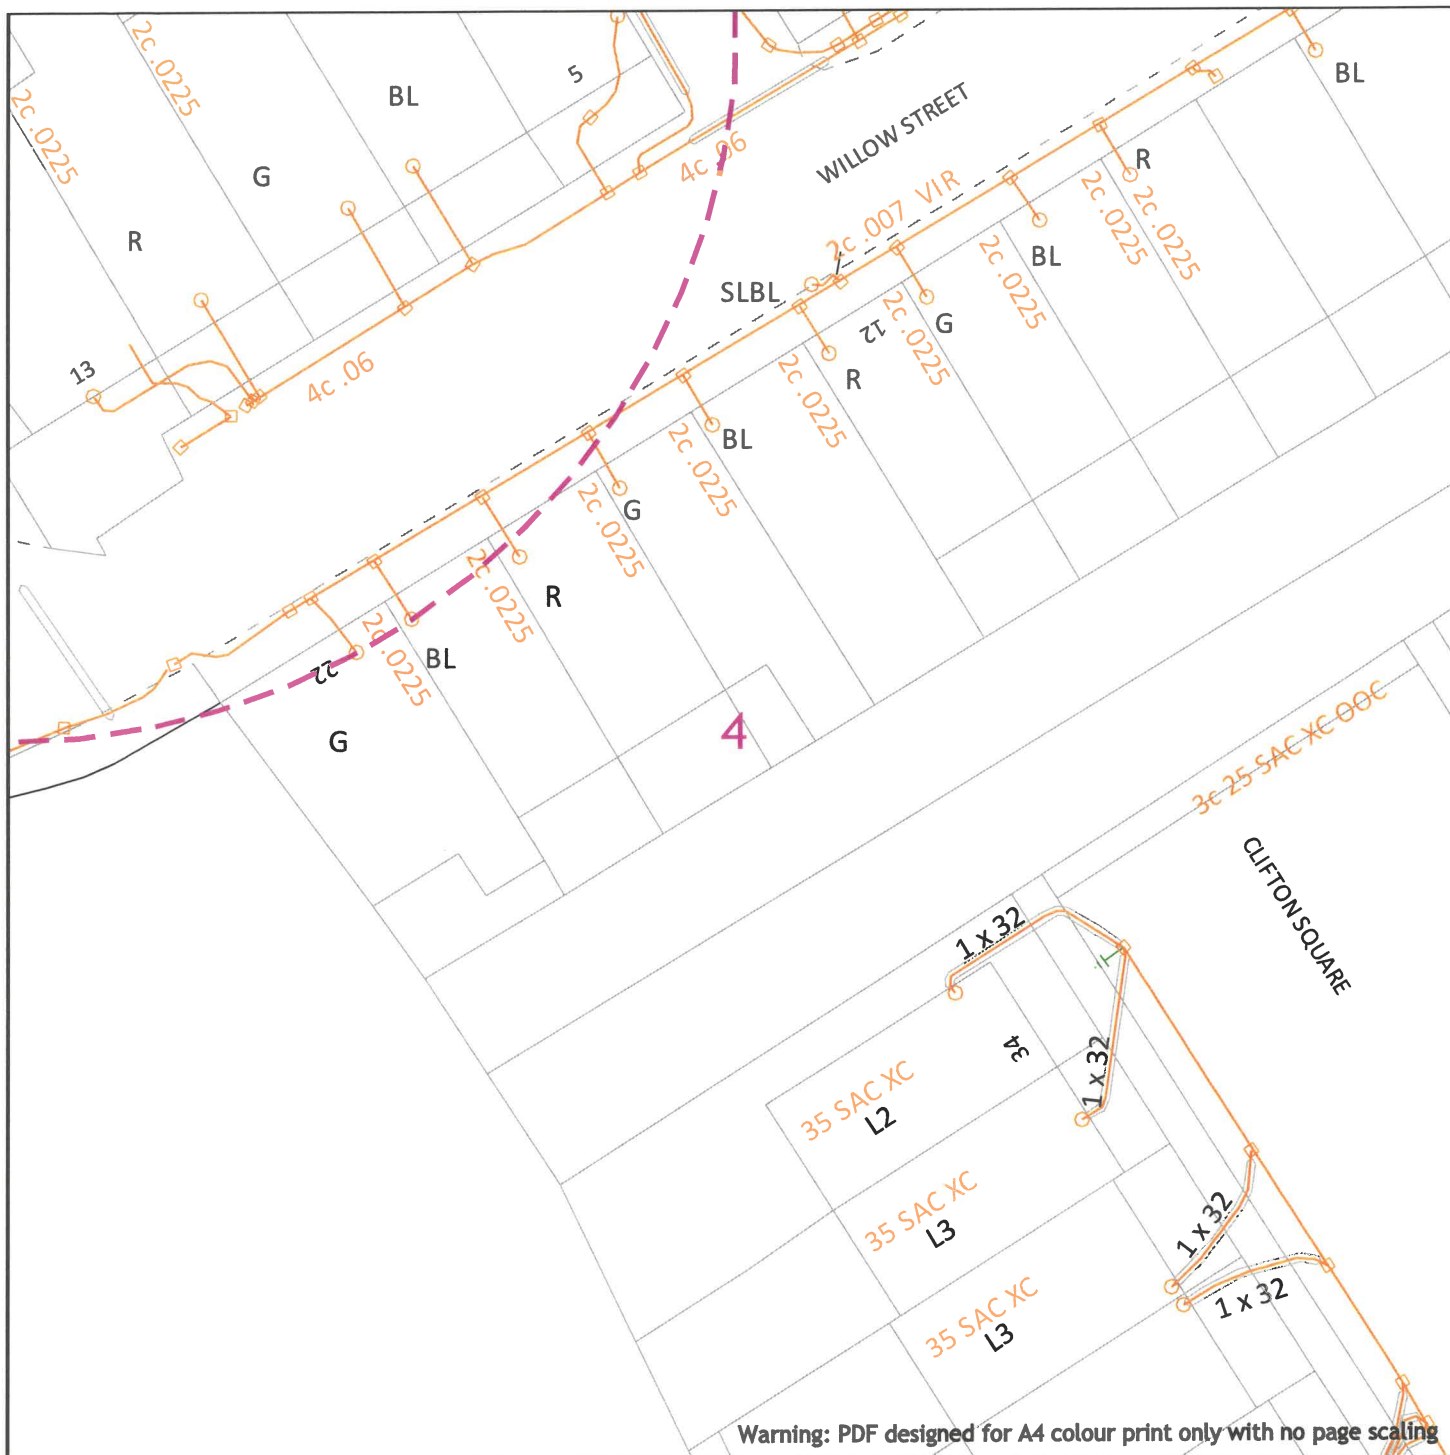 2c .0225
2c .0225
BL
5
G
R
4c .06
WILLOW STREET
BL
R
2c .0225
2c .0225
2c .007 VIR
BL
2c .0225
SLBL
12
G
2c .0225
R
2c .0225
13
4c .06
BL
2c .0225
G
2c .0225
R
2c .0225
BL
2c .0225
22
G
4
3c 25 SAC XC OOC
CLIFTON SQUARE
1 x 32
34
1 x 32
35 SAC XC
L2
35 SAC XC
L3
1 x 32
1 x 32
35 SAC XC
L3
Warning: PDF designed for A4 colour print only with no page scaling